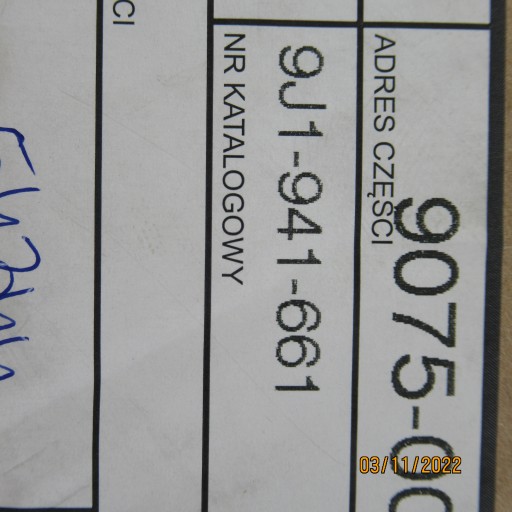 ADRES CZĘŚCI
9075-00
NR KATALOGOWY
9J1-941-661
CI
03/11/2022